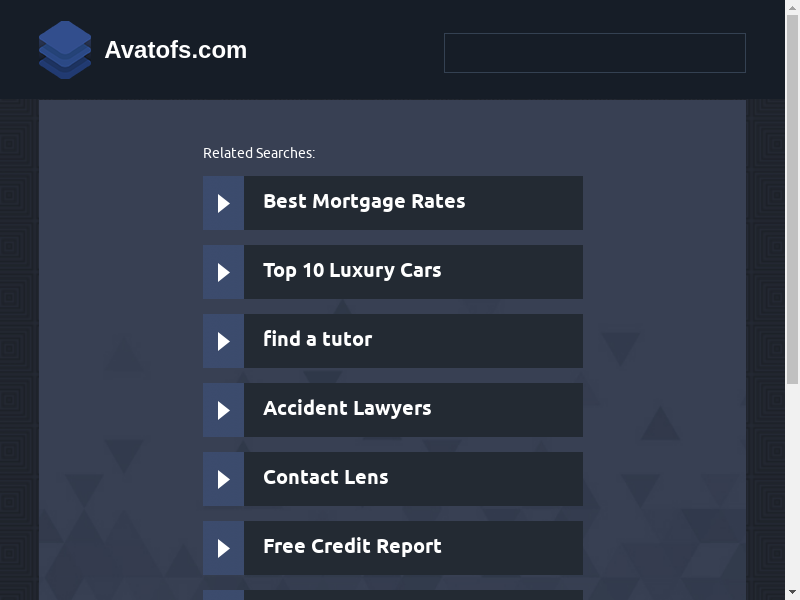 Avatofs.com
Related Searches:
Best Mortgage Rates
Top 10 Luxury Cars
find a tutor
Accident Lawyers
Contact Lens
Free Credit Report